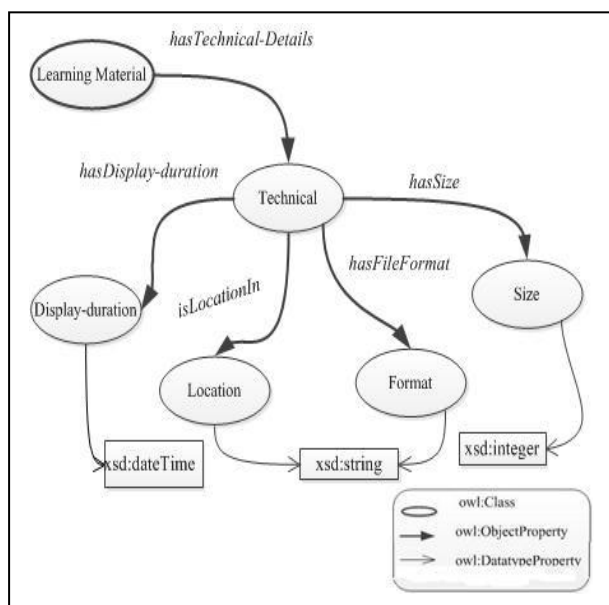 hasTechnical-Details
Learning Material
hasDisplay-duration
Technical
hasSize
isLocationIn
hasFileFormat
Display-duration
Size
Location
Format
xsd:dateTime
xsd:string
xsd:integer
owl:Class
owl:ObjectProperty
owl:DatatypeProperty